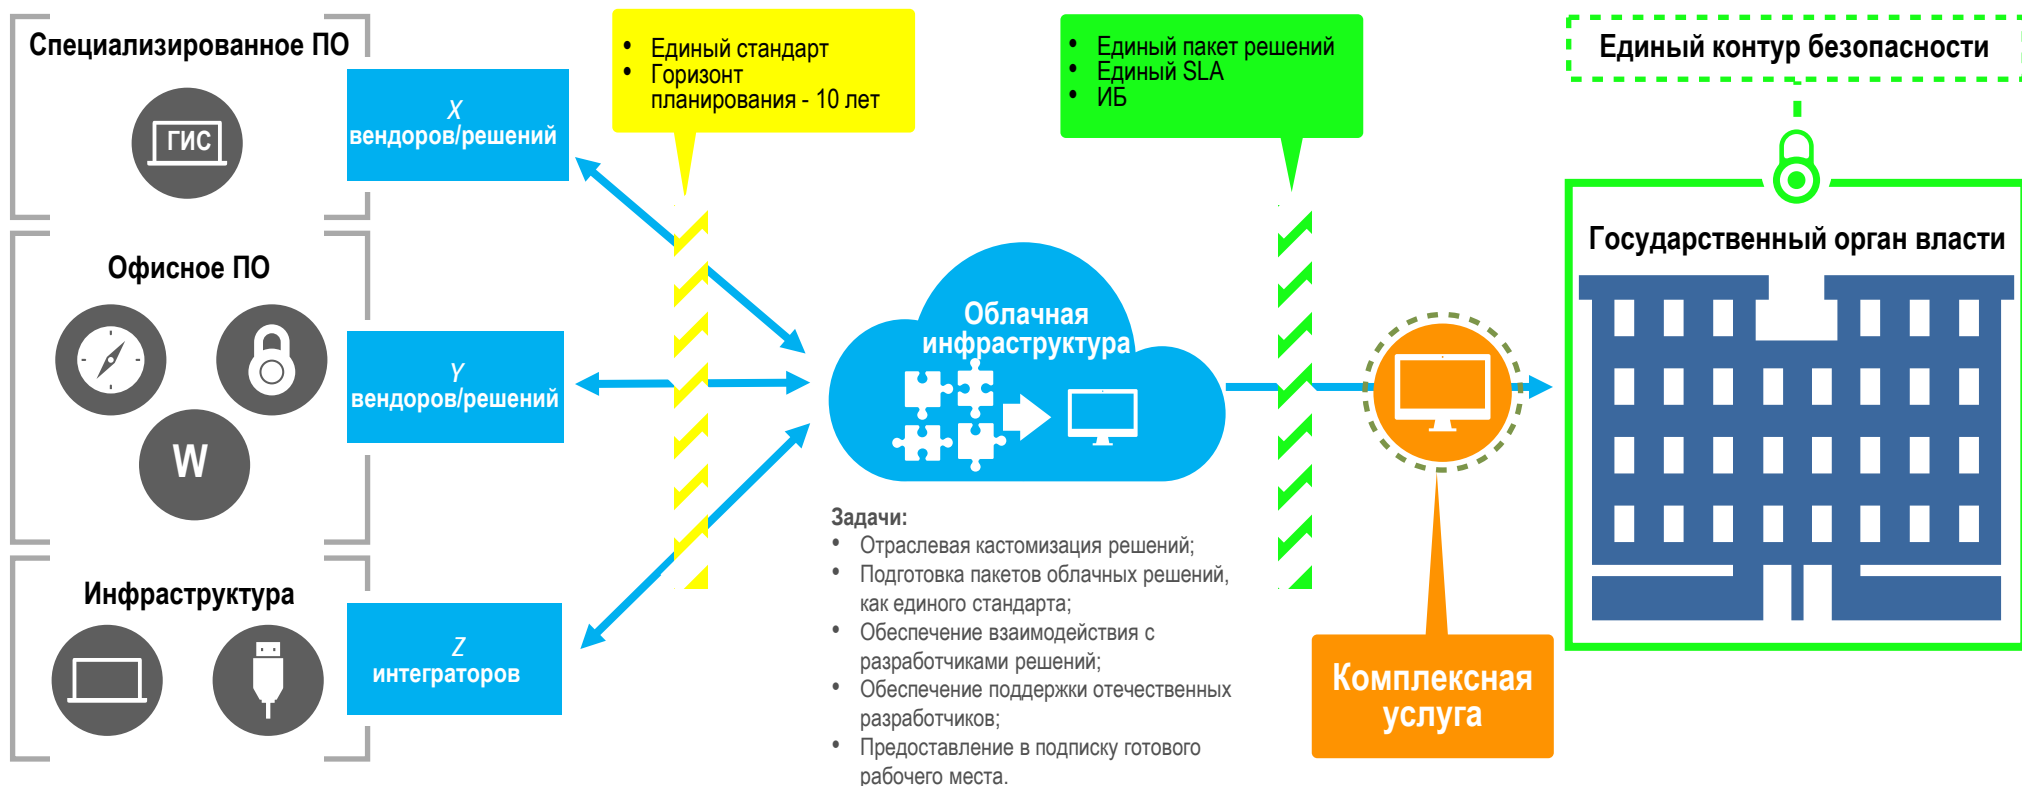 Специализированное ПО
ГИС
X
вендоров/решений
Офисное ПО
W
Y
вендоров/решений
Инфраструктура
Z
интеграторов
• Единый стандарт
• Горизонт
планирования - 10 лет
Облачная
инфраструктура
Задачи:
• Отраслевая кастомизация решений;
• Подготовка пакетов облачных решений,
как единого стандарта;
• Обеспечение взаимодействия с
разработчиками решений;
• Обеспечение поддержки отечественных
разработчиков;
• Предоставление в подписку готового
рабочего места.
• Единый пакет решений
• Единый SLA
• ИБ
Комплексная
услуга
Единый контур безопасности
Государственный орган власти